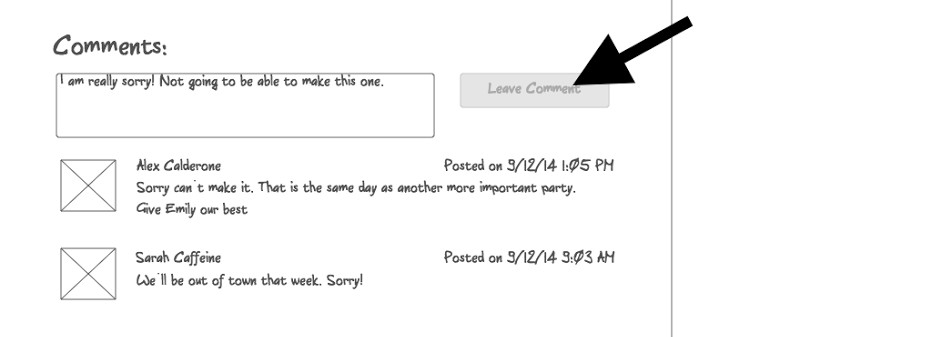 Comments:
I am really sorry! Not going to be able to make this one.
Leave Comment
Alex Calderone
Posted on 9/12/14 1:05 PM
Sorry can't make it. That is the same day as another more important party.
Give Emily our best
Sarah Caffeine
Posted on 9/12/14 9:03 AM
We'll be out of town that week. Sorry!